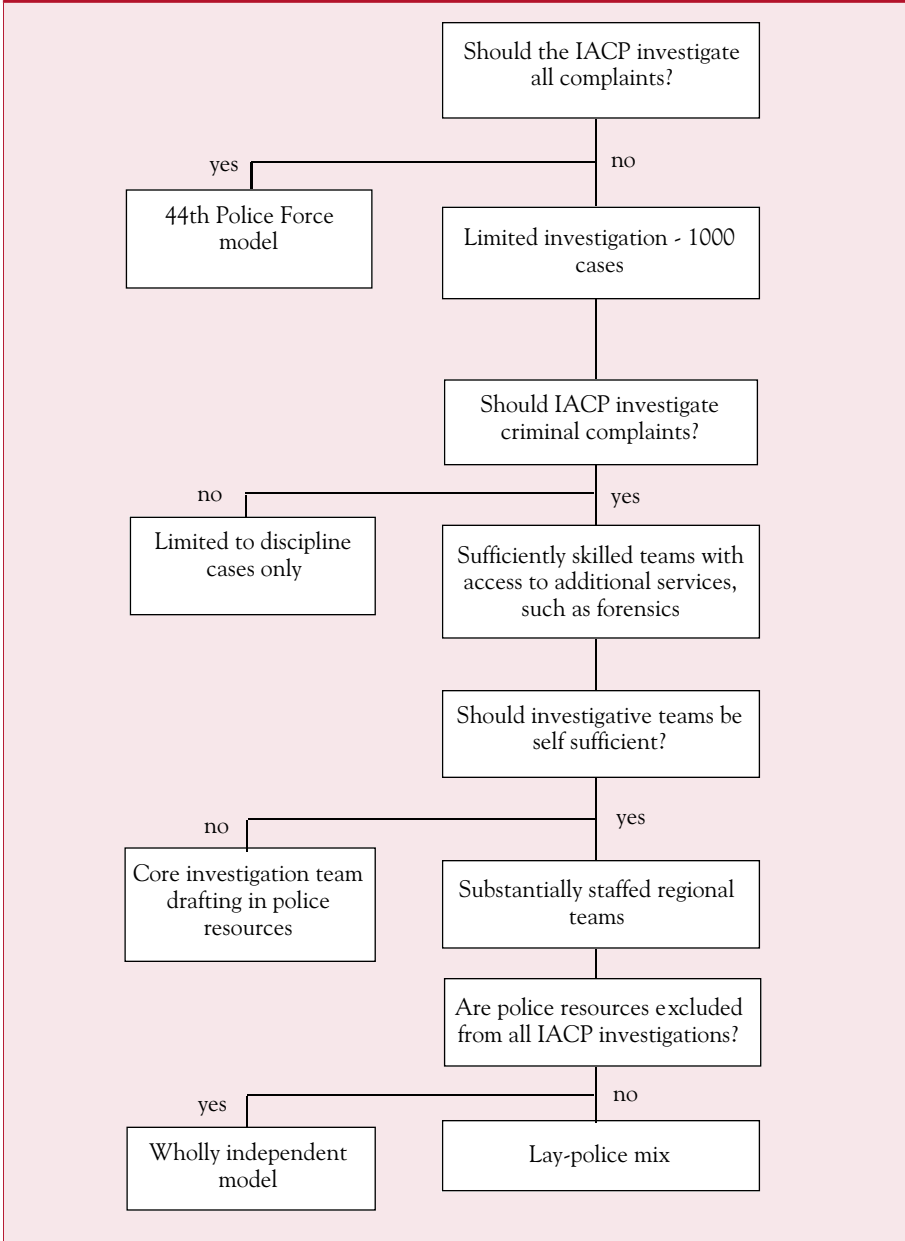 Should the IACP investigate
all complaints?
yes
no
44th Police Force
model
Limited investigation - 1000
cases
Should IACP investigate
criminal complaints?
no
yes
Limited to discipline
cases only
Sufficiently skilled teams with
access to additional services,
such as forensics
Should investigative teams be
self sufficient?
no
yes
Core investigation team
drafting in police
resources
Substantially staffed regional
teams
Are police resources excluded
from all IACP investigations?
yes
no
Wholly independent
model
Lay-police mix